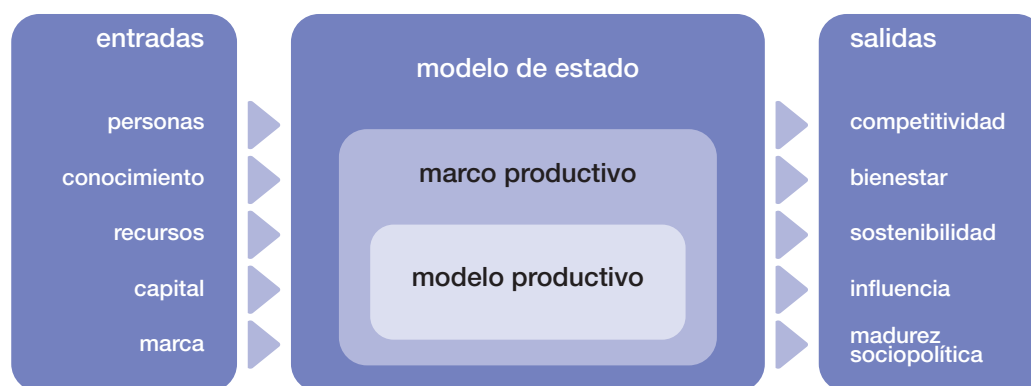 entradas
personas
conocimiento
recursos
capital
marca
modelo de estado
marco productivo
modelo productivo
salidas
competitividad
bienestar
sostenibilidad
influencia
madurez
sociopolítica